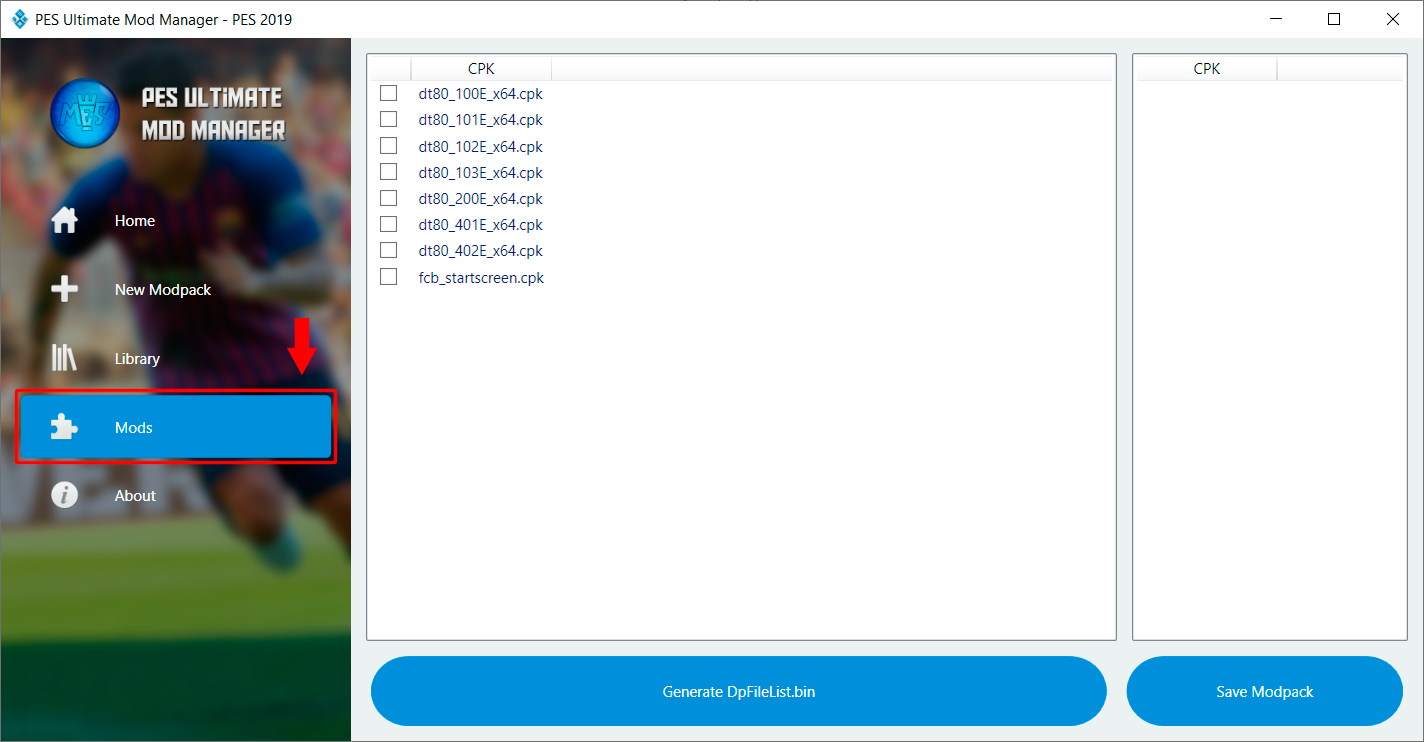 PES Ultimate Mod Manager - PES 2019
PES ULTiMATE
MOD MANAGER
MES
Home
New Modpack
Library
Mods
About
CPK
dt80_100E_x64.cpk
dt80_101E_x64.cpk
dt80_102E_x64.cpk
dt80_103E_x64.cpk
dt80_200E_x64.cpk
dt80_401E_x64.cpk
dt80_402E_x64.cpk
fcb_startscreen.cpk
CPK
Generate DpFileList.bin
Save Modpack